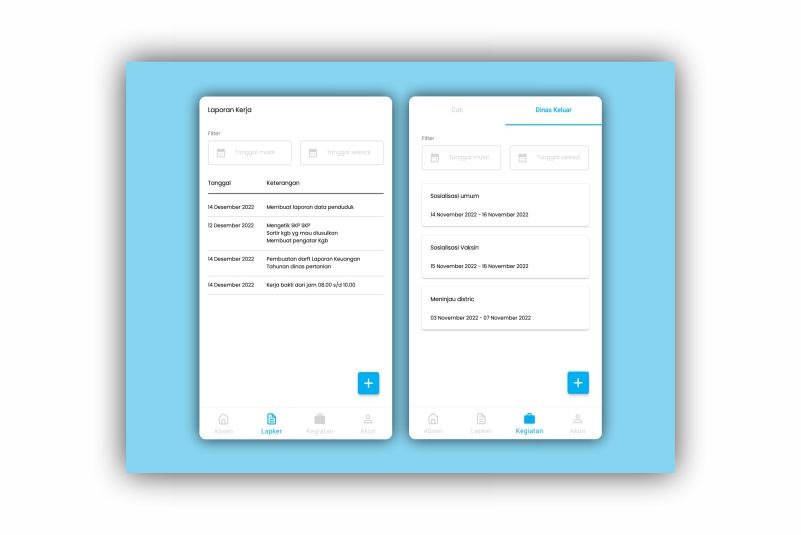 Laporan Kerja
Filter
Tanggal mulai Tanggal selesai
Tanggal Keterangan
14 Desember 2022 Membuat laporan data penduduk
12 Desember 2022 Mengetik SKP SKP
Sortir kgb yg mau diusulkan
Membuat pengatar Kgb
14 Desember 2022 Pembuatan darft Laporan Keuangan
Tahunan dinas pertanian
14 Desember 2022 Kerja bakti dari jam 08.00 s/d 10.00
+
Absen Lapker Kegiatan Akun
Cuti Dinas Keluar
Filter
Tanggal mulai Tanggal selesai
Sosialisasi umum
14 November 2022 - 16 November 2022
Sosialisasi Vaksin
15 November 2022 - 16 November 2022
Meninjau distric
03 November 2022 - 07 November 2022
+
Absen Lapker Kegiatan Akun